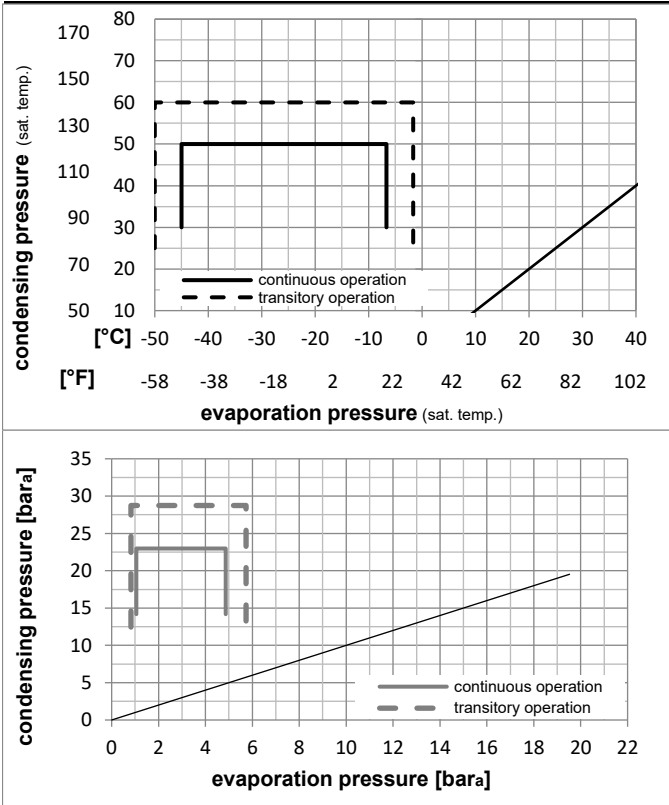 condensing pressure (sat. temp.)
170 80
150 70
60
130 50
110 40
90 30
70 20
50 10
continuous operation
transitory operation
[°C] -50 -40 -30 -20 -10 0 10 20 30 40
[°F] -58 -38 -18 2 22 42 62 82 102
evaporation pressure (sat. temp.)
condensing pressure [bara]
35
30
25
20
15
10
5
0
continuous operation
transitory operation
0 2 4 6 8 10 12 14 16 18 20 22
evaporation pressure [bara]